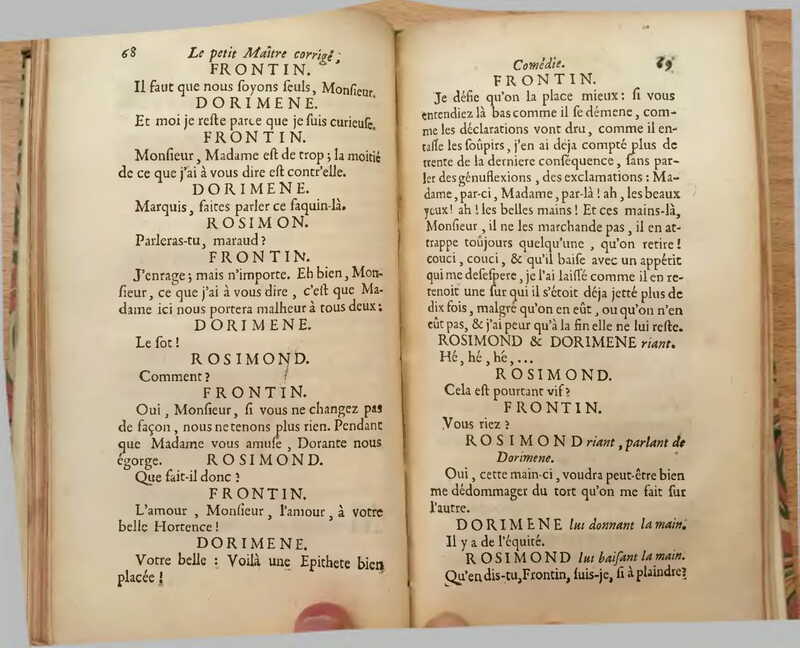 68 Le petit Maître corrigé;
FRONTIN.
Il faut que nous ſoyons ſeuls, Monſieur.
DORIMENE.
Et moi je reſte parce que je ſuis curieuſe.
FRONTIN.
Monſieur, Madame eſt de trop; la moitié
de ce que j'ai à vous dire eſt contr'elle.
DORIMENE.
Marquis, faites parler ce faquin-là.
ROSIMON.
Parleras-tu, maraud?
FRONTIN.
J'enrage; mais n'importe. Eh bien, Mon-
ſieur, ce que j'ai à vous dire, c'eſt que Ma-
dame ici nous portera malheur à tous deux:
DORIMENE.
Le ſot!
ROSIMOND.
Comment?
FRONTIN.
Oui, Monſieur, ſi vous ne changez pas
de façon, nous ne tenons plus rien. Pendant
que Madame vous amuſe, Dorante nous
égorge. ROSIMOND.
Que fait-il donc?
FRONTIN.
L'amour, Monſieur, l'amour, à votre
belle Hortence!
DORIMENE.
Votre belle: Voilà une Epithete bien
placée!
Comédie. 69
FRONTIN.
Je défie qu'on la place mieux: ſi vous
entendiez là bas comme il ſe démene, com-
me les déclarations vont dru, comme il en-
taſſe les ſoûpirs, j'en ai déja compté plus de
trente de la derniere conſéquence, ſans par-
ler des génuflexions, des exclamations: Ma-
dame, par-ci, Madame, par-là! ah, les beaux
yeux! ah! les belles mains! Et ces mains-là,
Monſieur, il ne les marchande pas, il en at-
trappe toûjours quelqu'une, qu'on retire!
couci, couci, & qu'il baiſe avec un appétit
qui me deſeſpere, je l'ai laiſſé comme il en re-
tenoit une ſur qui il s'étoit déja jetté plus de
dix fois, malgré qu'on en eût, ou qu'on n'en
eût pas, & j'ai peur qu'à la fin elle ne lui reſte.
ROSIMOND & DORIMENE riant.
Hé, hé, hé,...
ROSIMOND.
Cela eſt pourtant vif?
FRONTIN.
Vous riez?
ROSIMOND riant, parlant de
Dorimene.
Oui, cette main-ci, voudra peut-être bien
me dédommager du tort qu'on me fait ſur
l'autre.
DORIMENE lui donnant la main.
Il y a de l'équité.
ROSIMOND lui baiſant la main.
Qu'en dis-tu, Frontin, ſuis-je, ſi à plaindre?